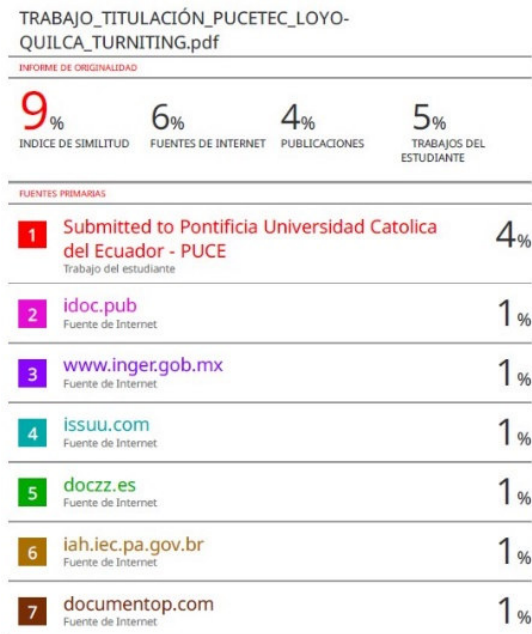 TRABAJO_TITULACIÓN_PUCETEC_LOYO-
QUILCA_TURNITING.pdf
INFORME DE ORIGINALIDAD
9% 6% 4% 5%
INDICE DE SIMILITUD FUENTES DE INTERNET PUBLICACIONES TRABAJOS DEL
ESTUDIANTE
FUENTES PRIMARIAS
1 Submitted to Pontificia Universidad Catolica 4%
del Ecuador - PUCE
Trabajo del estudiante
2 idoc.pub 1%
Fuente de Internet
3 www.inger.gob.mx 1%
Fuente de Internet
4 issuu.com 1%
Fuente de Internet
5 doczz.es 1%
Fuente de Internet
6 iah.iec.pa.gov.br 1%
Fuente de Internet
7 documentop.com 1%
Fuente de Internet